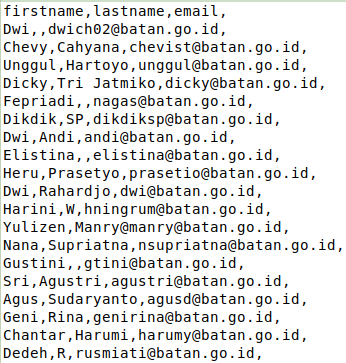 firstname,lastname,email,
Dwi,,dwich02@batan.go.id,
Chevy,Cahyana,chevist@batan.go.id,
Unggul,Hartoyo,unggul@batan.go.id,
Dicky,Tri Jatmiko,dicky@batan.go.id,
Fepriadi,,nagas@batan.go.id,
Dikdik,SP,dikdiksp@batan.go.id,
Dwi,Andi,andi@batan.go.id,
Elistina,,elistina@batan.go.id,
Heru,Prasetyo,prasetio@batan.go.id,
Dwi,Rahardjo,dwi@batan.go.id,
Harini,W,hningrum@batan.go.id,
Yulizen,Manry@manry@batan.go.id,
Nana,Supriatna,nsupriatna@batan.go.id,
Gustini,,gtini@batan.go.id,
Sri,Agustri,agustri@batan.go.id,
Agus,Sudaryanto,agusd@batan.go.id,
Geni,Rina,genirina@batan.go.id,
Chantar,Harumi,harumy@batan.go.id,
Dedeh,R,rusmiati@batan.go.id,